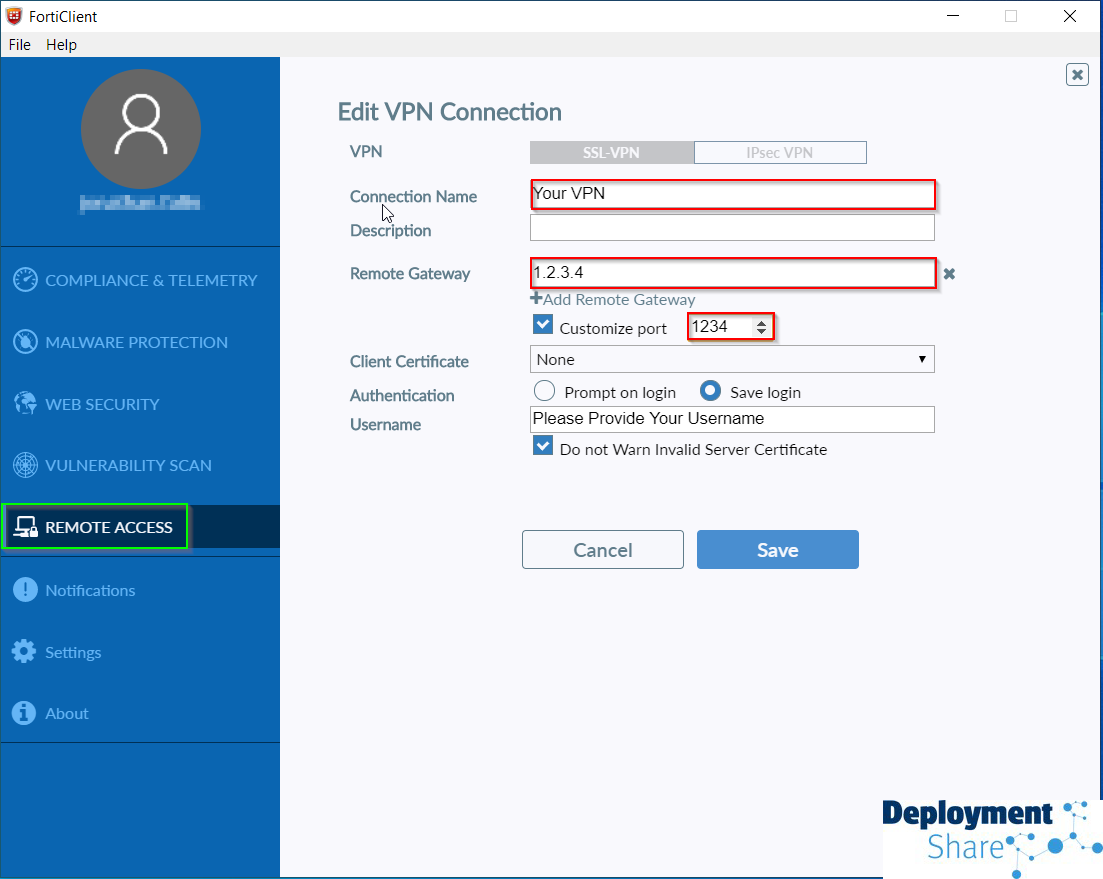 FortiClient
File Help
COMPLIANCE & TELEMETRY
MALWARE PROTECTION
WEB SECURITY
VULNERABILITY SCAN
REMOTE ACCESS
Notifications
Settings
About
Edit VPN Connection
VPN SSL-VPN IPsec VPN
Connection Name Your VPN
Description
Remote Gateway 1.2.3.4
Add Remote Gateway
Customize port 1234
Client Certificate None
Authentication Prompt on login Save login
Username Please Provide Your Username
Do not Warn Invalid Server Certificate
Cancel Save
Deployment
Share